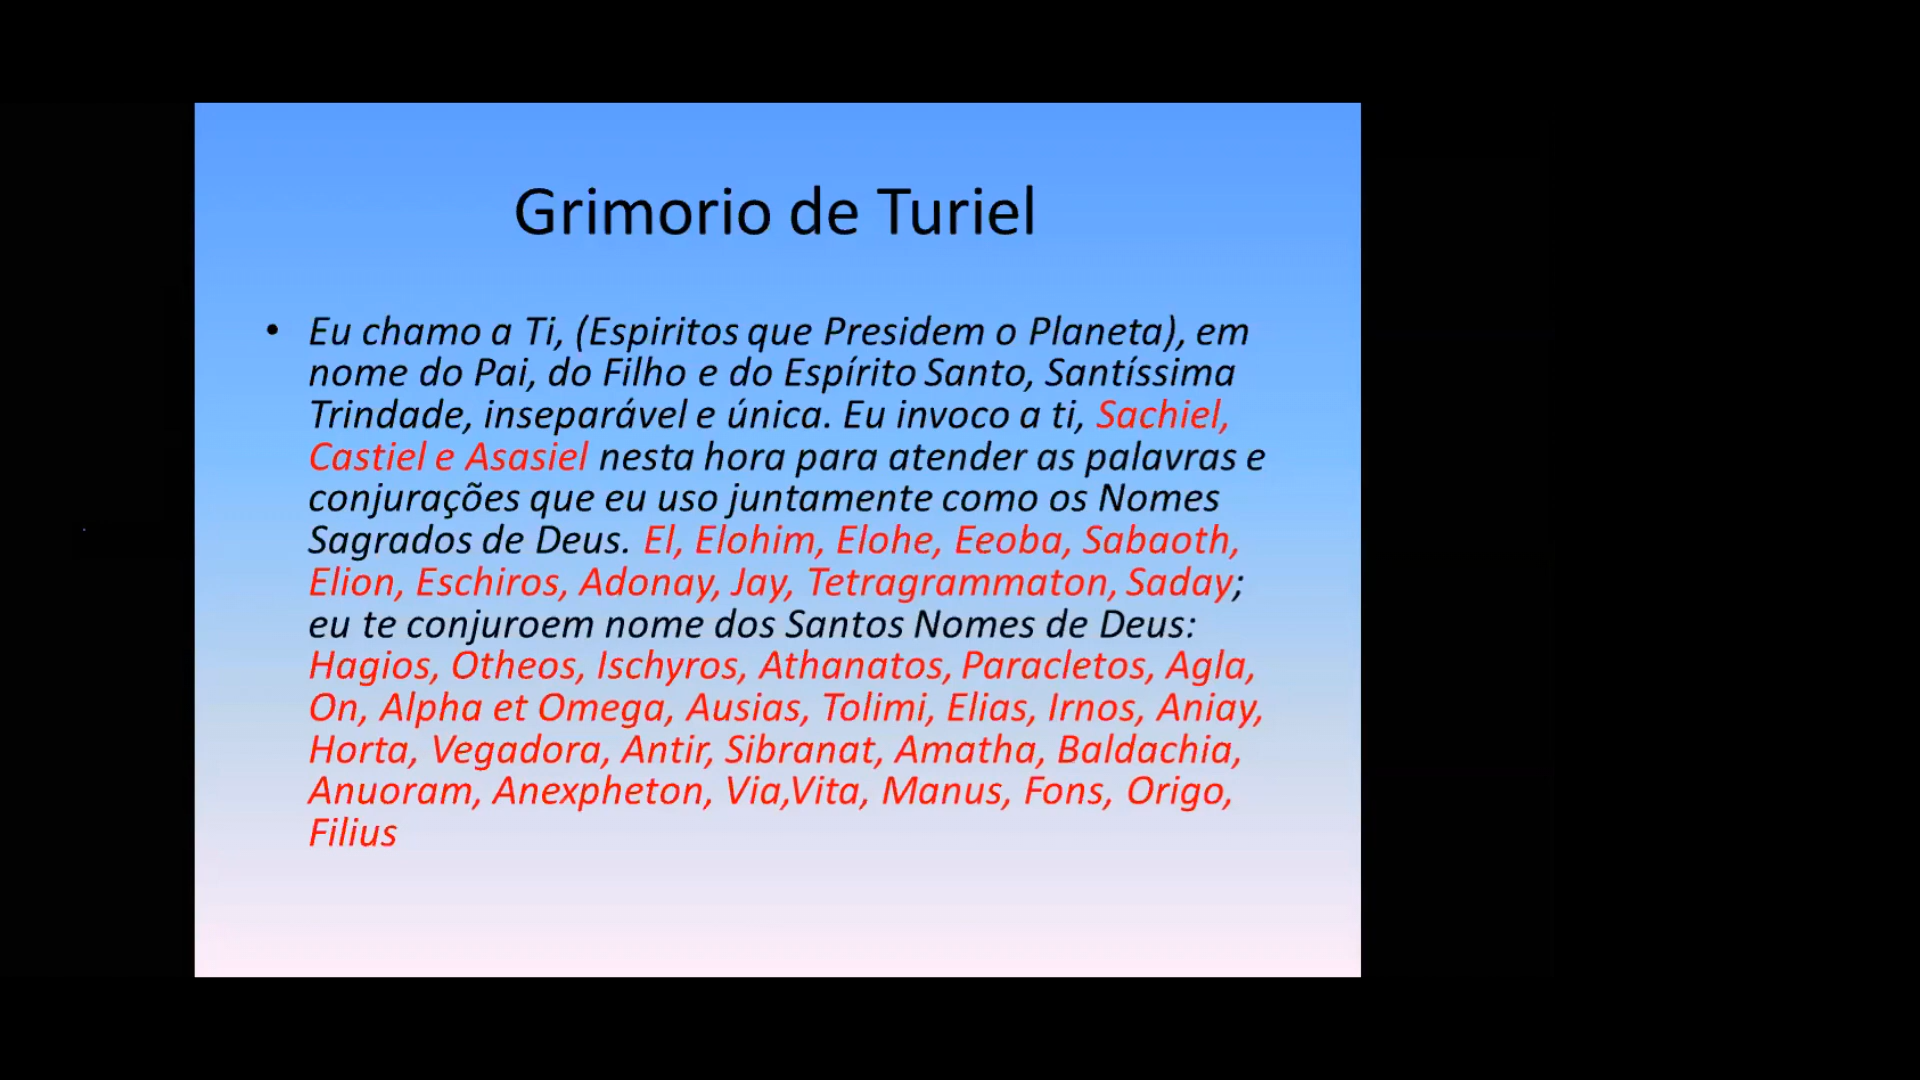 Grimorio de Turiel
• Eu chamo a Ti, (Espiritos que Presidem o Planeta), em
nome do Pai, do Filho e do Espírito Santo, Santíssima
Trindade, inseparável e única. Eu invoco a ti, Sachiel,
Castiel e Asasiel nesta hora para atender as palavras e
conjurações que eu uso juntamente como os Nomes
Sagrados de Deus. El, Elohim, Elohe, Eeoba, Sabaoth,
Elion, Eschiros, Adonay, Jay, Tetragrammaton, Saday;
eu te conjuroem nome dos Santos Nomes de Deus:
Hagios, Otheos, Ischyros, Athanatos, Paracletos, Agla,
On, Alpha et Omega, Ausias, Tolimi, Elias, Irnos, Aniay,
Horta, Vegadora, Antir, Sibranat, Amatha, Baldachia,
Anuoram, Anexpheton, Via,Vita, Manus, Fons, Origo,
Filius